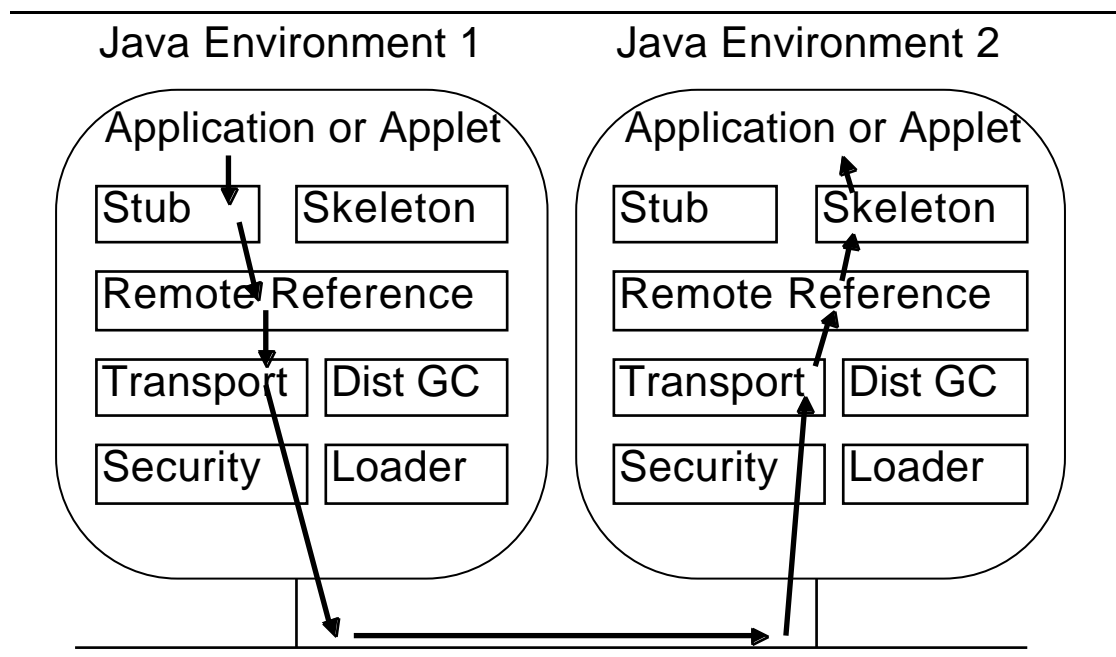 Java Environment 1
Java Environment 2
Application or Applet
Stub
Skeleton
Remote Reference
Transport
Dist GC
Security
Loader
Application or Applet
Stub
Skeleton
Remote Reference
Transport
Dist GC
Security
Loader